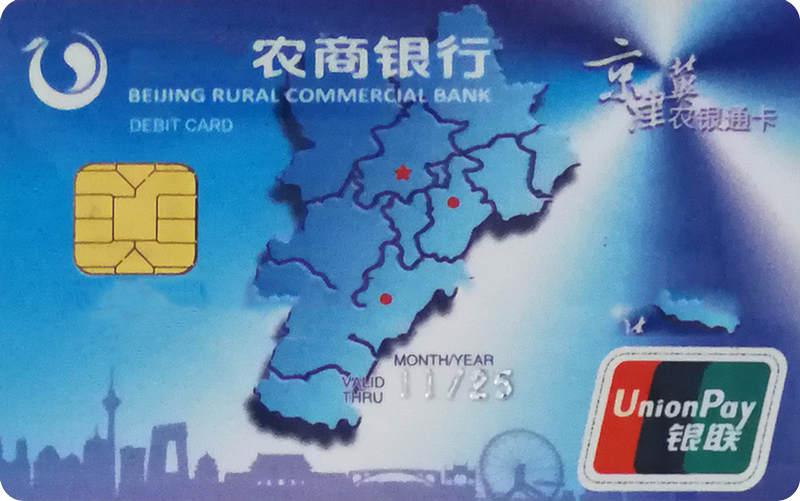 农商银行
BEIJING RURAL COMMERCIAL BANK
DEBIT CARD
京津冀
农银通卡
MONTH/YEAR
VALID
THRU
11/25
UnionPay
银联